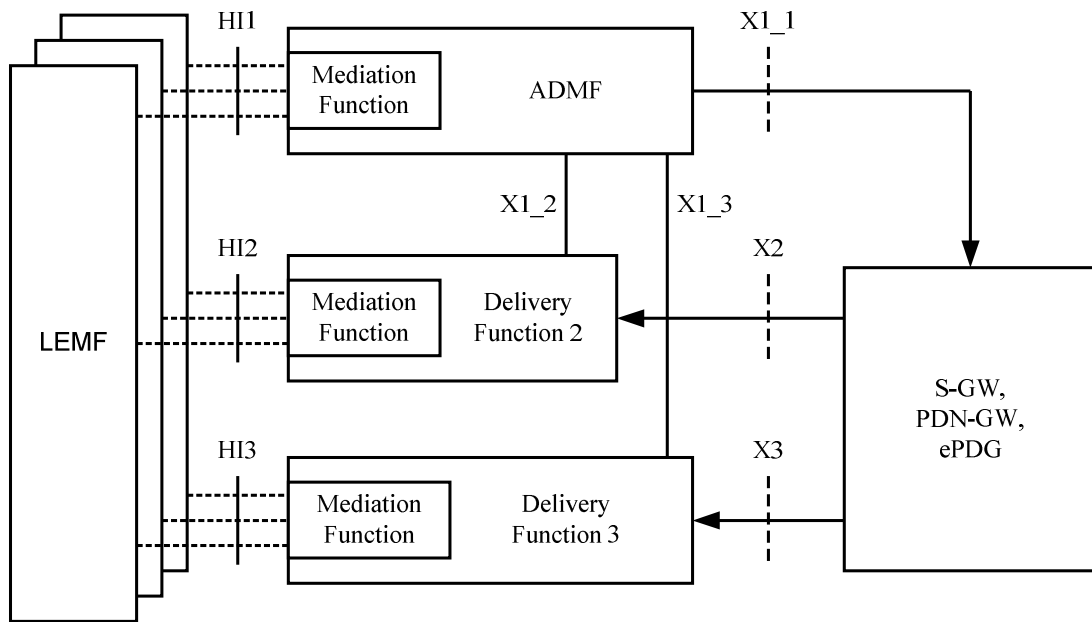 HI1
X1_1
Mediation
Function
ADMF
X1_2
X1_3
HI2
X2
Mediation
Function
Delivery
Function 2
LEMF
S-GW,
PDN-GW,
ePDG
HI3
X3
Mediation
Function
Delivery
Function 3